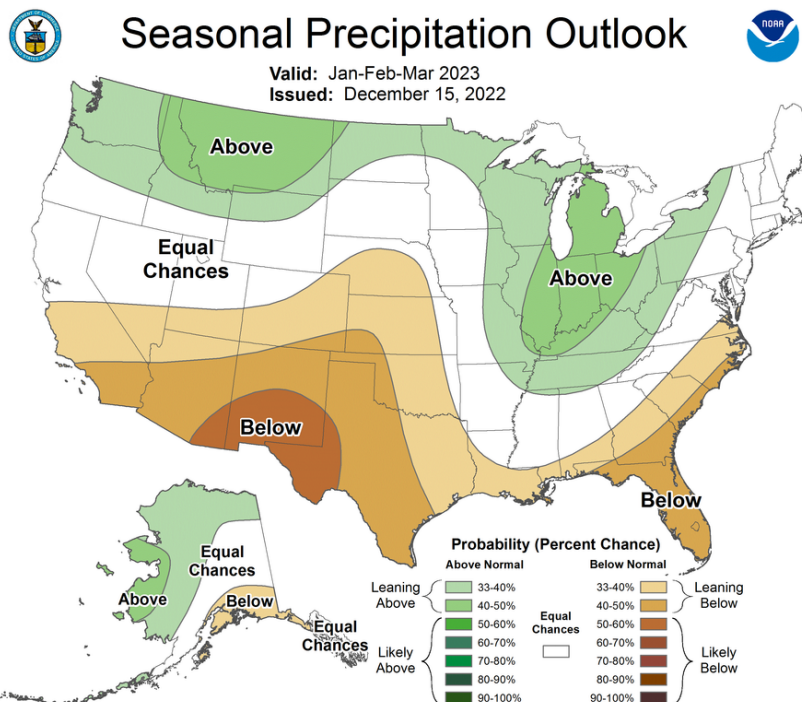 NOAA
Seasonal Precipitation Outlook
Valid: Jan-Feb-Mar 2023
Issued: December 15, 2022
Above
Equal
Chances
Above
Below
Below
Equal
Chances
Above
Below
Equal
Chances
Probability (Percent Chance)
Above Normal
Below Normal
Leaning
Above
33-40%
40-50%
Likely
Above
50-60%
60-70%
70-80%
80-90%
90-100%
Equal
Chances
33-40%
40-50%
Leaning
Below
50-60%
60-70%
70-80%
80-90%
90-100%
Likely
Below